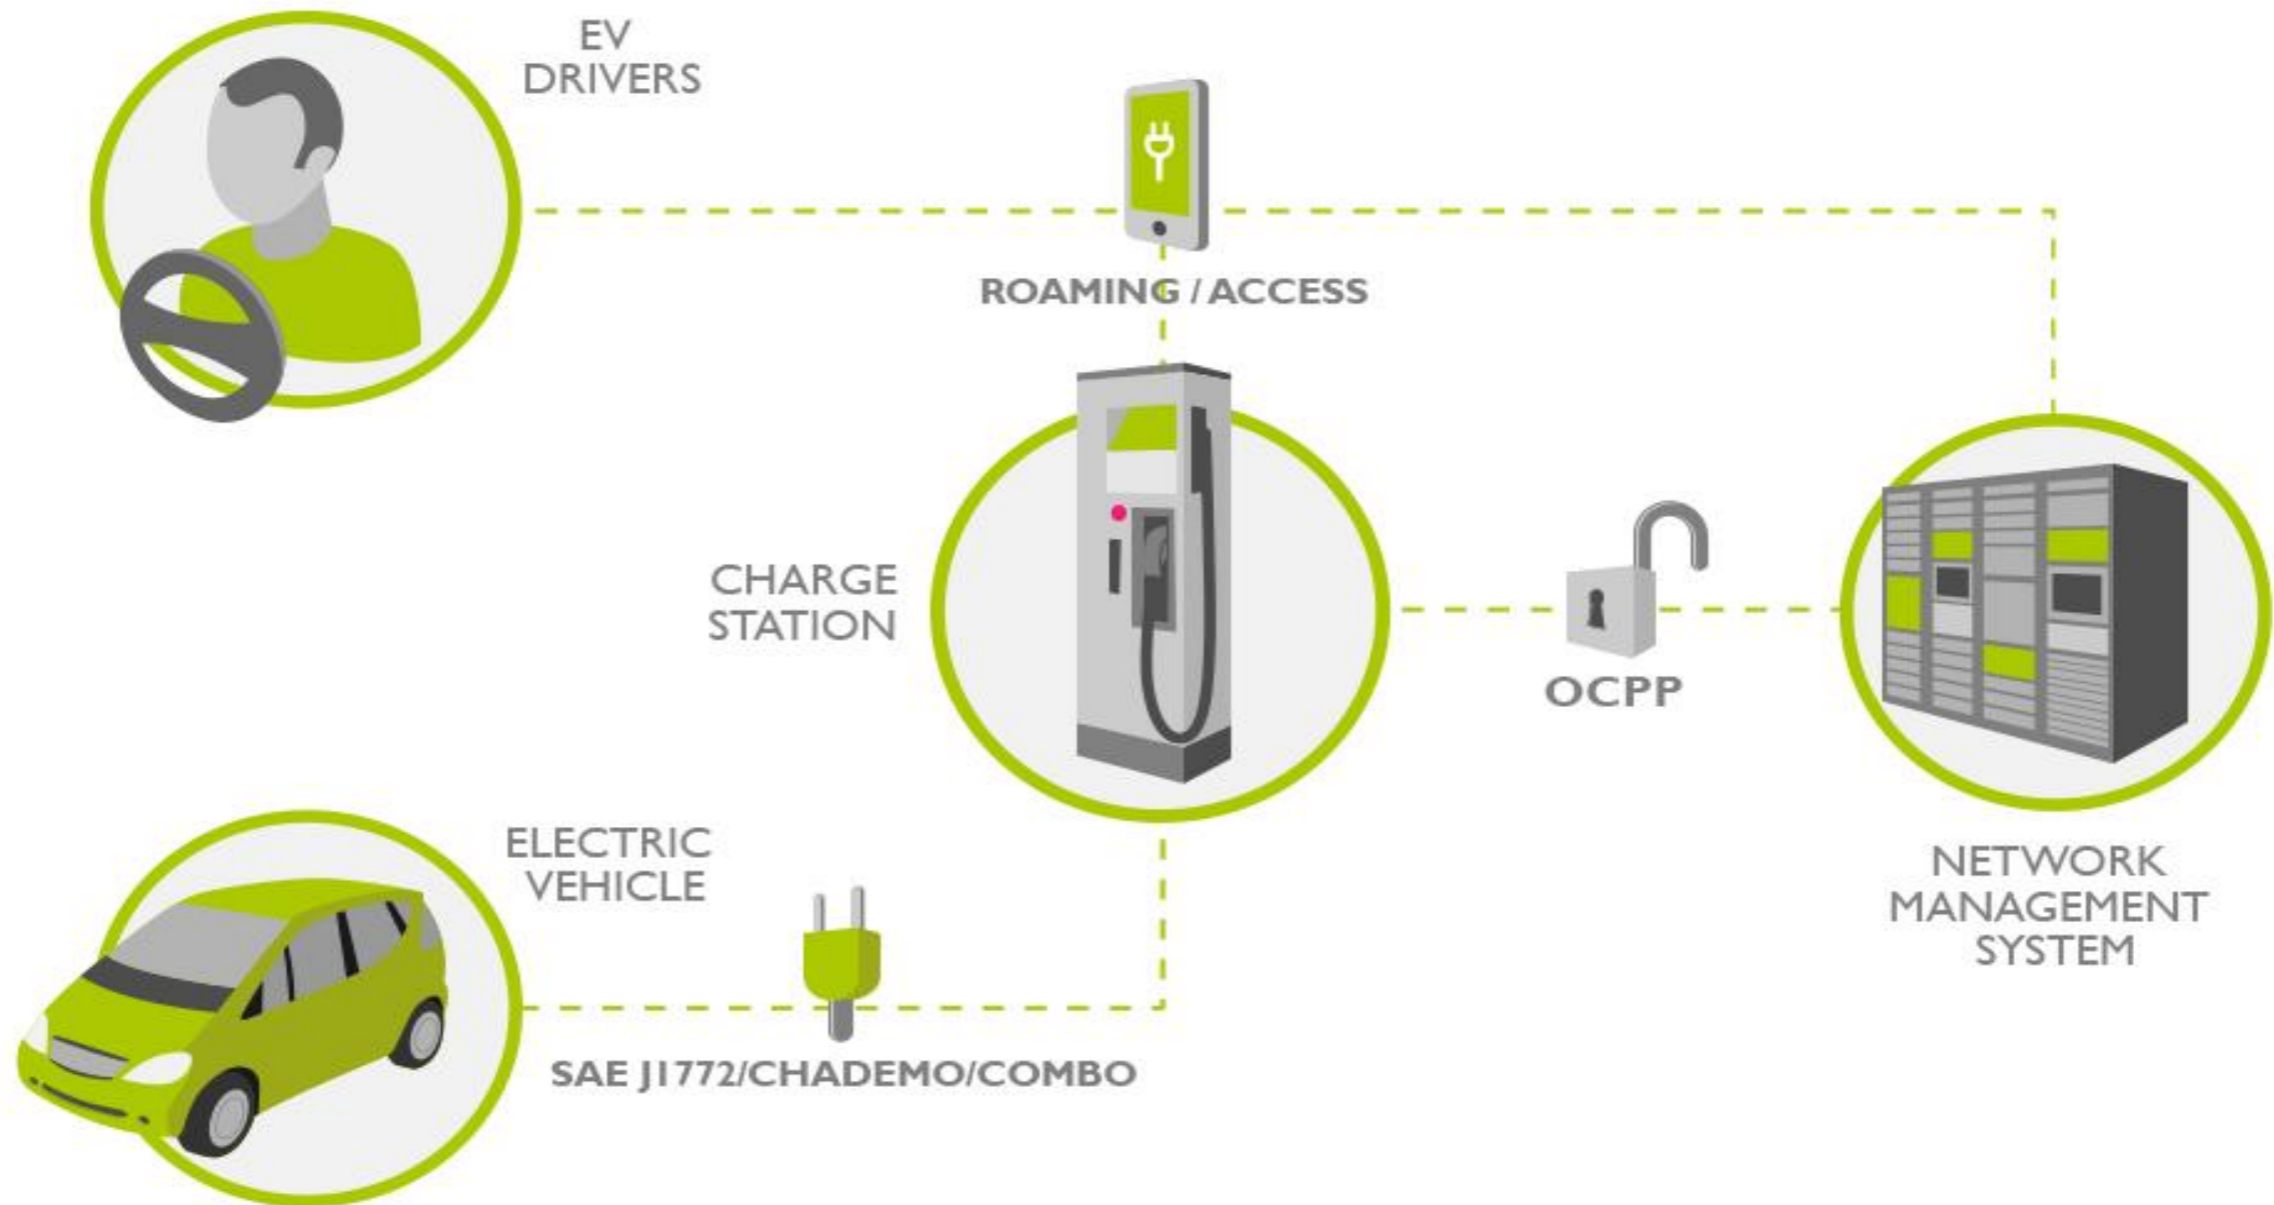 EV
DRIVERS
ROAMING / ACCESS
CHARGE
STATION
OCPP
ELECTRIC
VEHICLE
NETWORK
MANAGEMENT
SYSTEM
SAE J1772/CHADEMO/COMBO